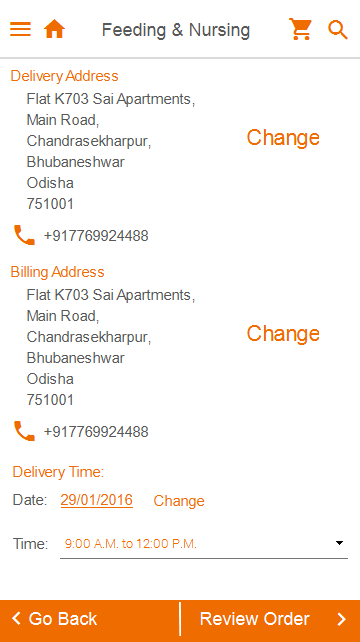 Feeding & Nursing
Delivery Address
Flat K703 Sai Apartments,
Main Road,
Chandrasekharpur,
Bhubaneshwar
Odisha
751001
Change
+917769924488
Billing Address
Flat K703 Sai Apartments,
Main Road,
Chandrasekharpur,
Bhubaneshwar
Odisha
751001
Change
+917769924488
Delivery Time:
Date: 29/01/2016 Change
Time: 9:00 A.M. to 12:00 P.M.
Go Back Review Order